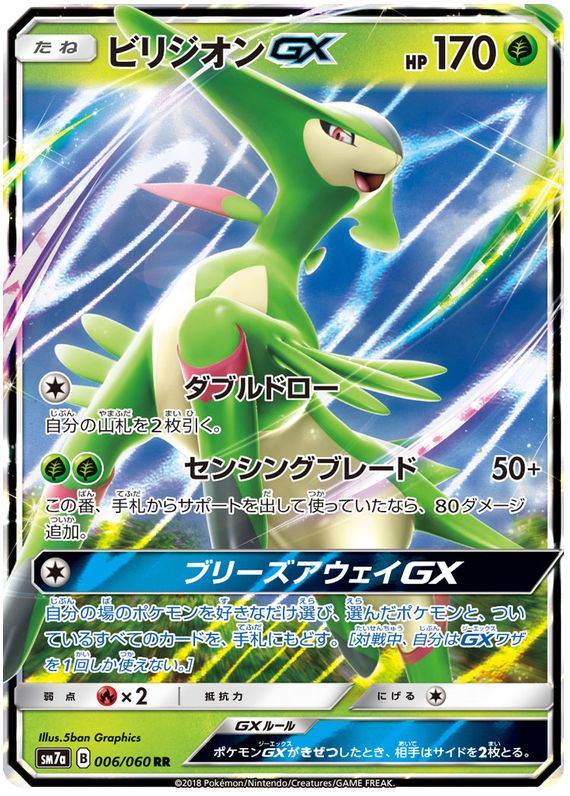 たね ビリジオンGX HP 170
ダブルドロー
自分の山札を2枚引く。
センシングブレード 50+
この番、手札からサポートを出して使っていたなら、80ダメージ
追加。
ブリーズアウェイGX
自分の場のポケモンを好きなだけ選び、選んだポケモンと、つい
ているすべてのカードを、手札にもどす。[対戦中、自分はGXワザ
を1回しか使えない。]
弱点 ×2 抵抗力 にげる
GXルール
ポケモンGXがきぜつしたとき、相手はサイドを2枚とる。
Illus.5ban Graphics
SM7a B 006/060 RR
©2018 Pokémon/Nintendo/Creatures/GAME FREAK.